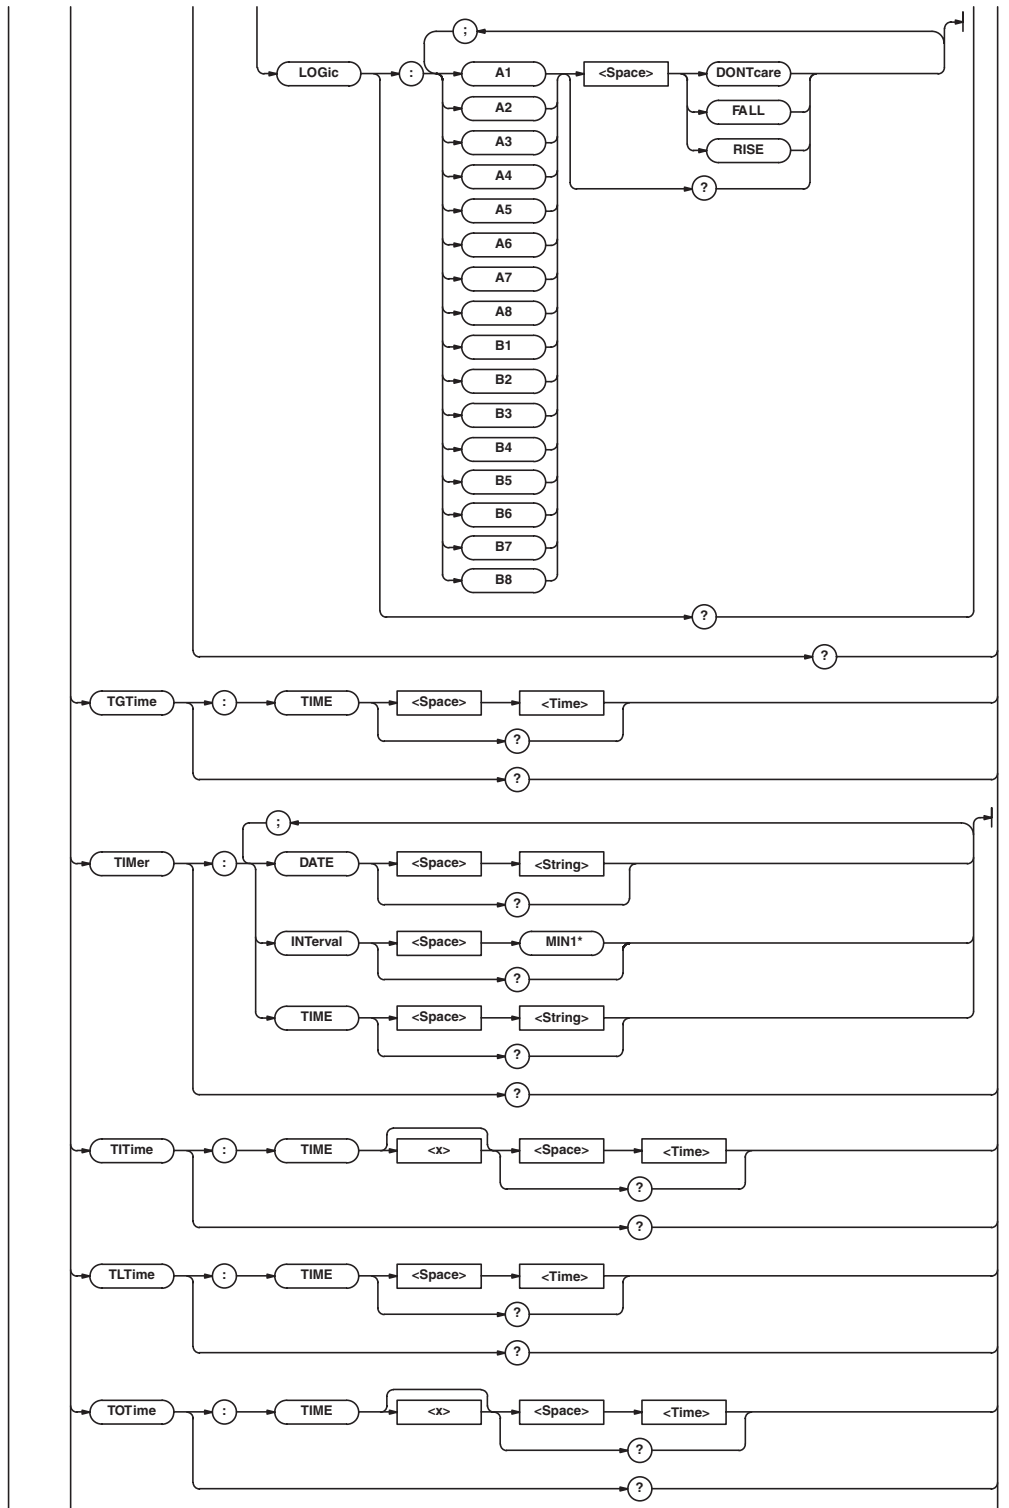 ;
LOGic : A1 <Space> DONTcare
A2 FALL
A3 RISE
A4 ?
A5
A6
A7
A8
B1
B2
B3
B4
B5
B6
B7
B8
?
?
TGTime : TIME <Space> <Time>
?
?
;
TIMer : DATE <Space> <String>
?
INTerval <Space> MIN1*
?
TIME <Space> <String>
?
?
TITime : TIME <x> <Space> <Time>
?
?
TLTime : TIME <Space> <Time>
?
?
TOTime : TIME <x> <Space> <Time>
?
?